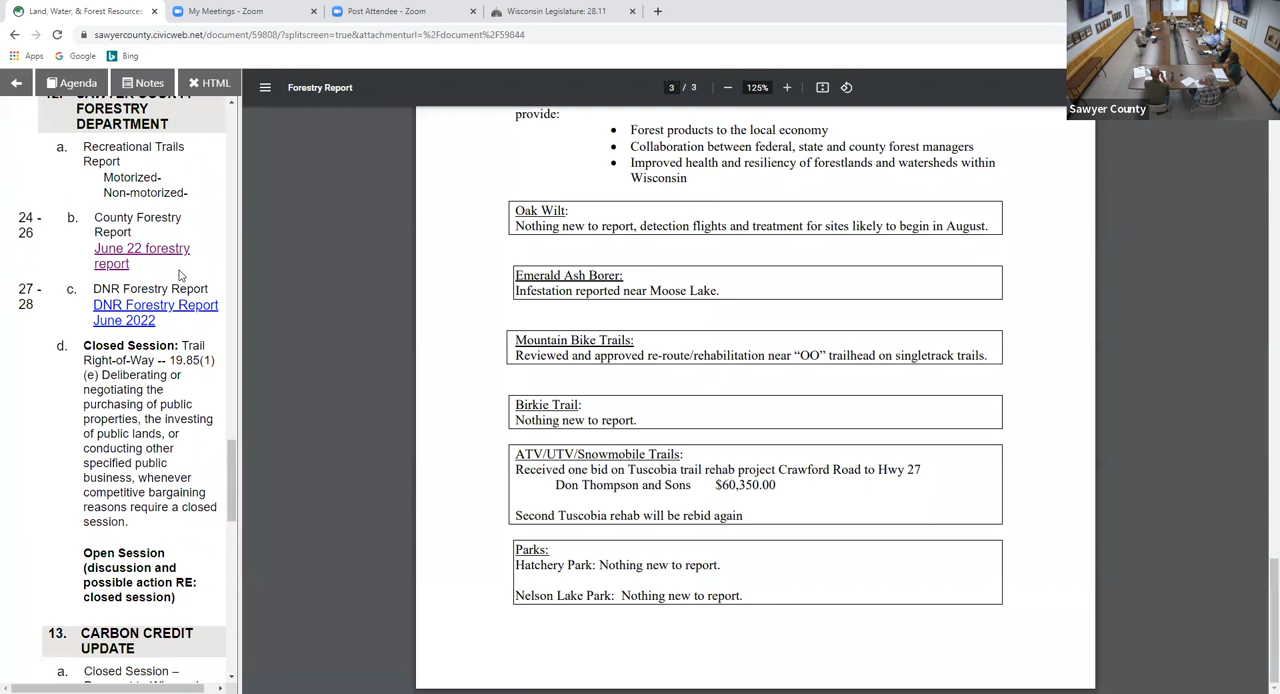 Land, Water, & Forest Resources
My Meetings - Zoom
Post Attendee - Zoom
Wisconsin Legislature: 28.11
sawyercounty.civicweb.net/document/59808/?splitscreen=true&attachmenturl=%2Fdocument%2F59844
Apps
Google
Bing
Sawyer County
Agenda
Notes
HTML
Forestry Report
3 / 3
125%
12.
FORESTRY
DEPARTMENT
a. Recreational Trails
Report
Motorized-
Non-motorized-
24 -
26
b. County Forestry
Report
June 22 forestry
report
27 -
28
c. DNR Forestry Report
DNR Forestry Report
June 2022
d. Closed Session: Trail
Right-of-Way -- 19.85(1)
(e) Deliberating or
negotiating the
purchasing of public
properties, the investing
of public lands, or
conducting other
specified public
business, whenever
competitive bargaining
reasons require a closed
session.
Open Session
(discussion and
possible action RE:
closed session)
13. CARBON CREDIT
UPDATE
a. Closed Session –
provide:
• Forest products to the local economy
• Collaboration between federal, state and county forest managers
• Improved health and resiliency of forestlands and watersheds within
Wisconsin
Oak Wilt:
Nothing new to report, detection flights and treatment for sites likely to begin in August.
Emerald Ash Borer:
Infestation reported near Moose Lake.
Mountain Bike Trails:
Reviewed and approved re-route/rehabilitation near “OO” trailhead on singletrack trails.
Birkie Trail:
Nothing new to report.
ATV/UTV/Snowmobile Trails:
Received one bid on Tuscobia trail rehab project Crawford Road to Hwy 27
Don Thompson and Sons $60,350.00
Second Tuscobia rehab will be rebid again
Parks:
Hatchery Park: Nothing new to report.
Nelson Lake Park: Nothing new to report.